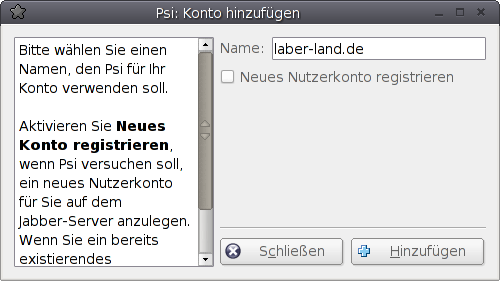 Psi: Konto hinzufügen
Bitte wählen Sie einen
Namen, den Psi für Ihr
Konto verwenden soll.
Aktivieren Sie Neues
Konto registrieren,
wenn Psi versuchen soll,
ein neues Nutzerkonto
für Sie auf dem
Jabber-Server anzulegen.
Wenn Sie ein bereits
existierendes
Name: laber-land.de
Neues Nutzerkonto registrieren
Schließen
Hinzufügen